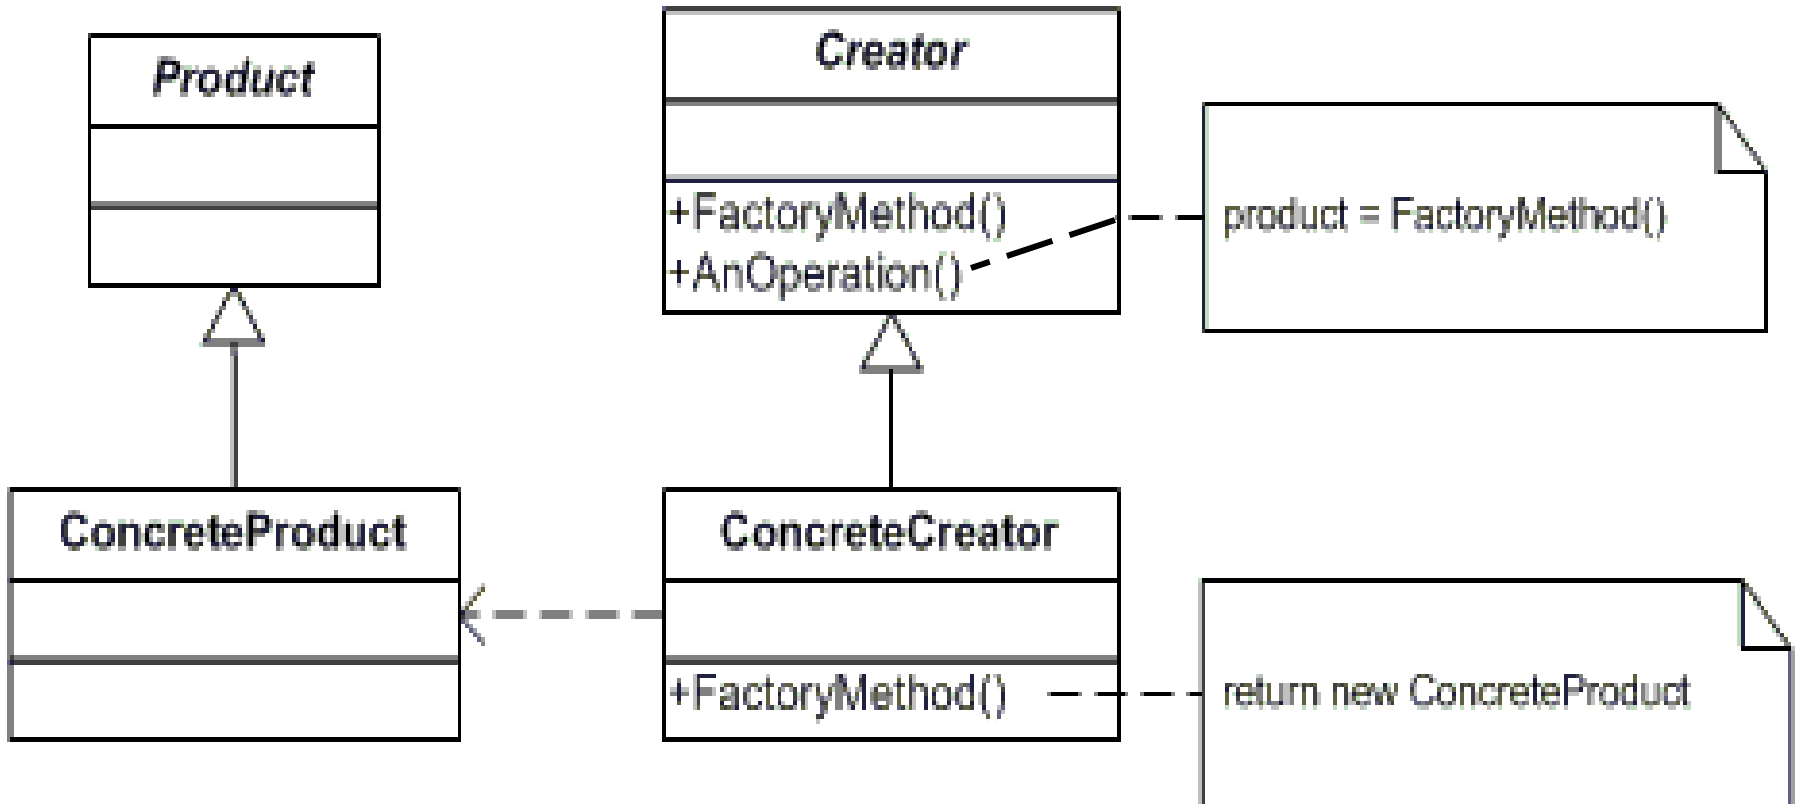 Product
Creator
+FactoryMethod()
+AnOperation()
product = FactoryMethod()
ConcreteProduct
ConcreteCreator
+FactoryMethod()
return new ConcreteProduct